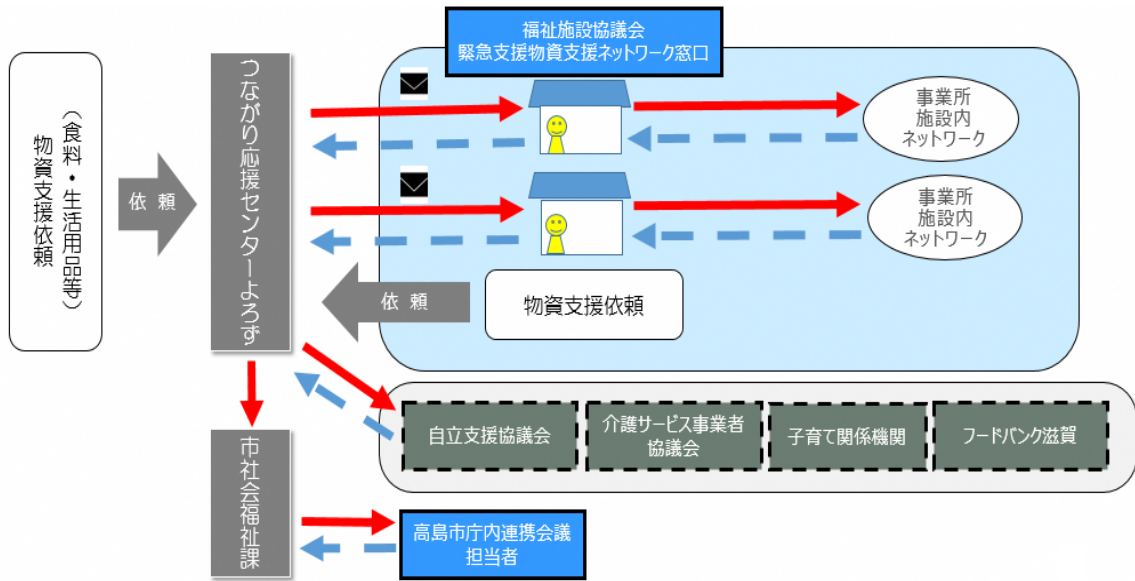 福祉施設協議会
緊急支援物資支援ネットワーク窓口
物資支援依頼
（食料・生活用品等）
依 頼
つながり応援センターよろず
事業所
施設内
ネットワーク
事業所
施設内
ネットワーク
依 頼
物資支援依頼
自立支援協議会
介護サービス事業者
協議会
子育て関係機関
フードバンク滋賀
市社会福祉課
高島市庁内連携会議
担当者